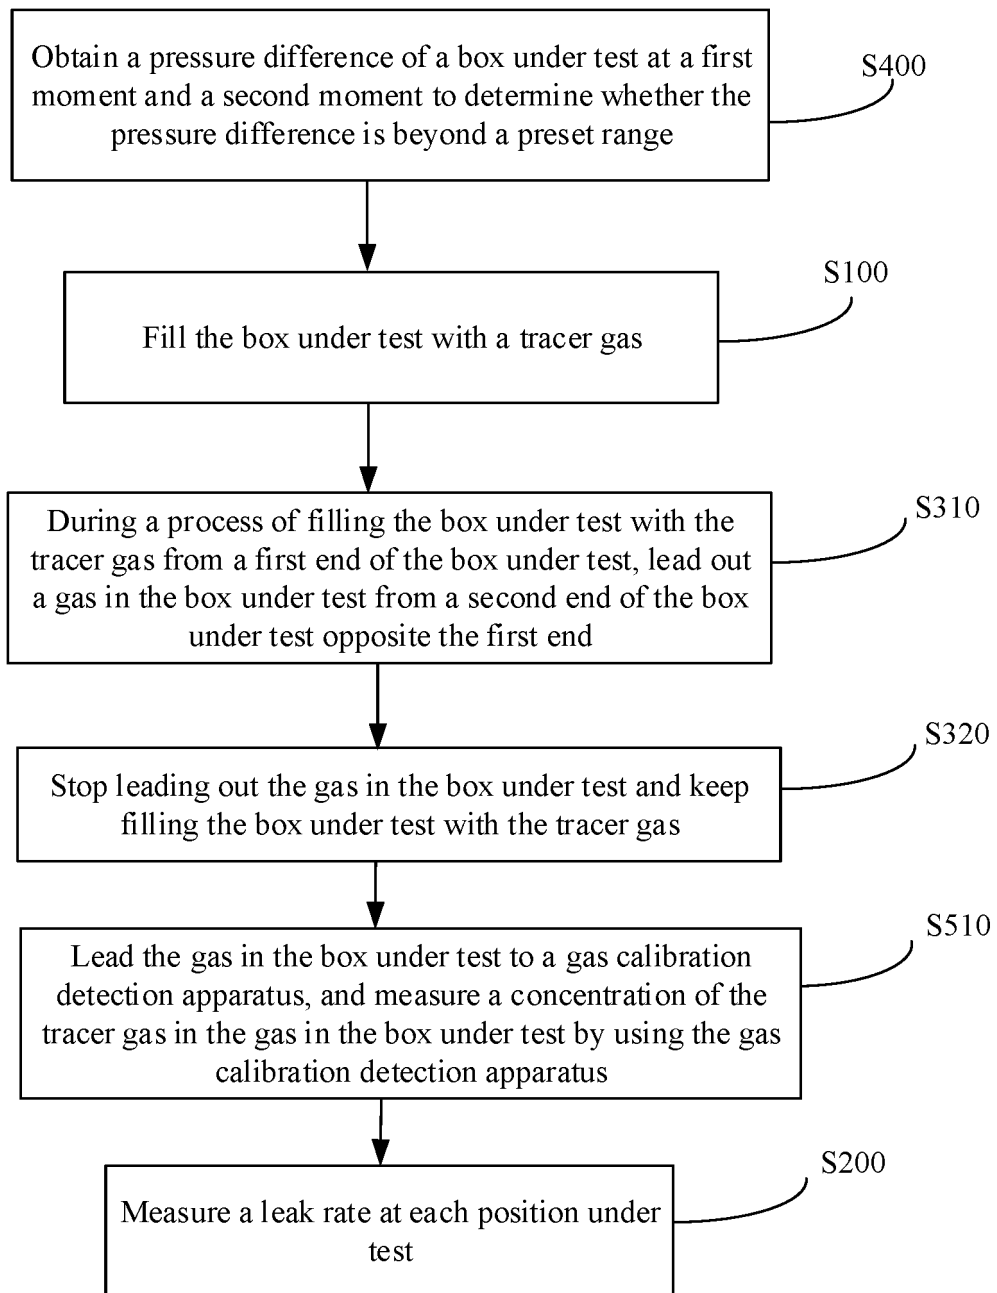 Obtain a pressure difference of a box under test at a first
moment and a second moment to determine whether the
pressure difference is beyond a preset range
S400
Fill the box under test with a tracer gas
S100
During a process of filling the box under test with the
tracer gas from a first end of the box under test, lead out
a gas in the box under test from a second end of the box
under test opposite the first end
S310
Stop leading out the gas in the box under test and keep
filling the box under test with the tracer gas
S320
Lead the gas in the box under test to a gas calibration
detection apparatus, and measure a concentration of the
tracer gas in the gas in the box under test by using the gas
calibration detection apparatus
S510
Measure a leak rate at each position under
test
S200